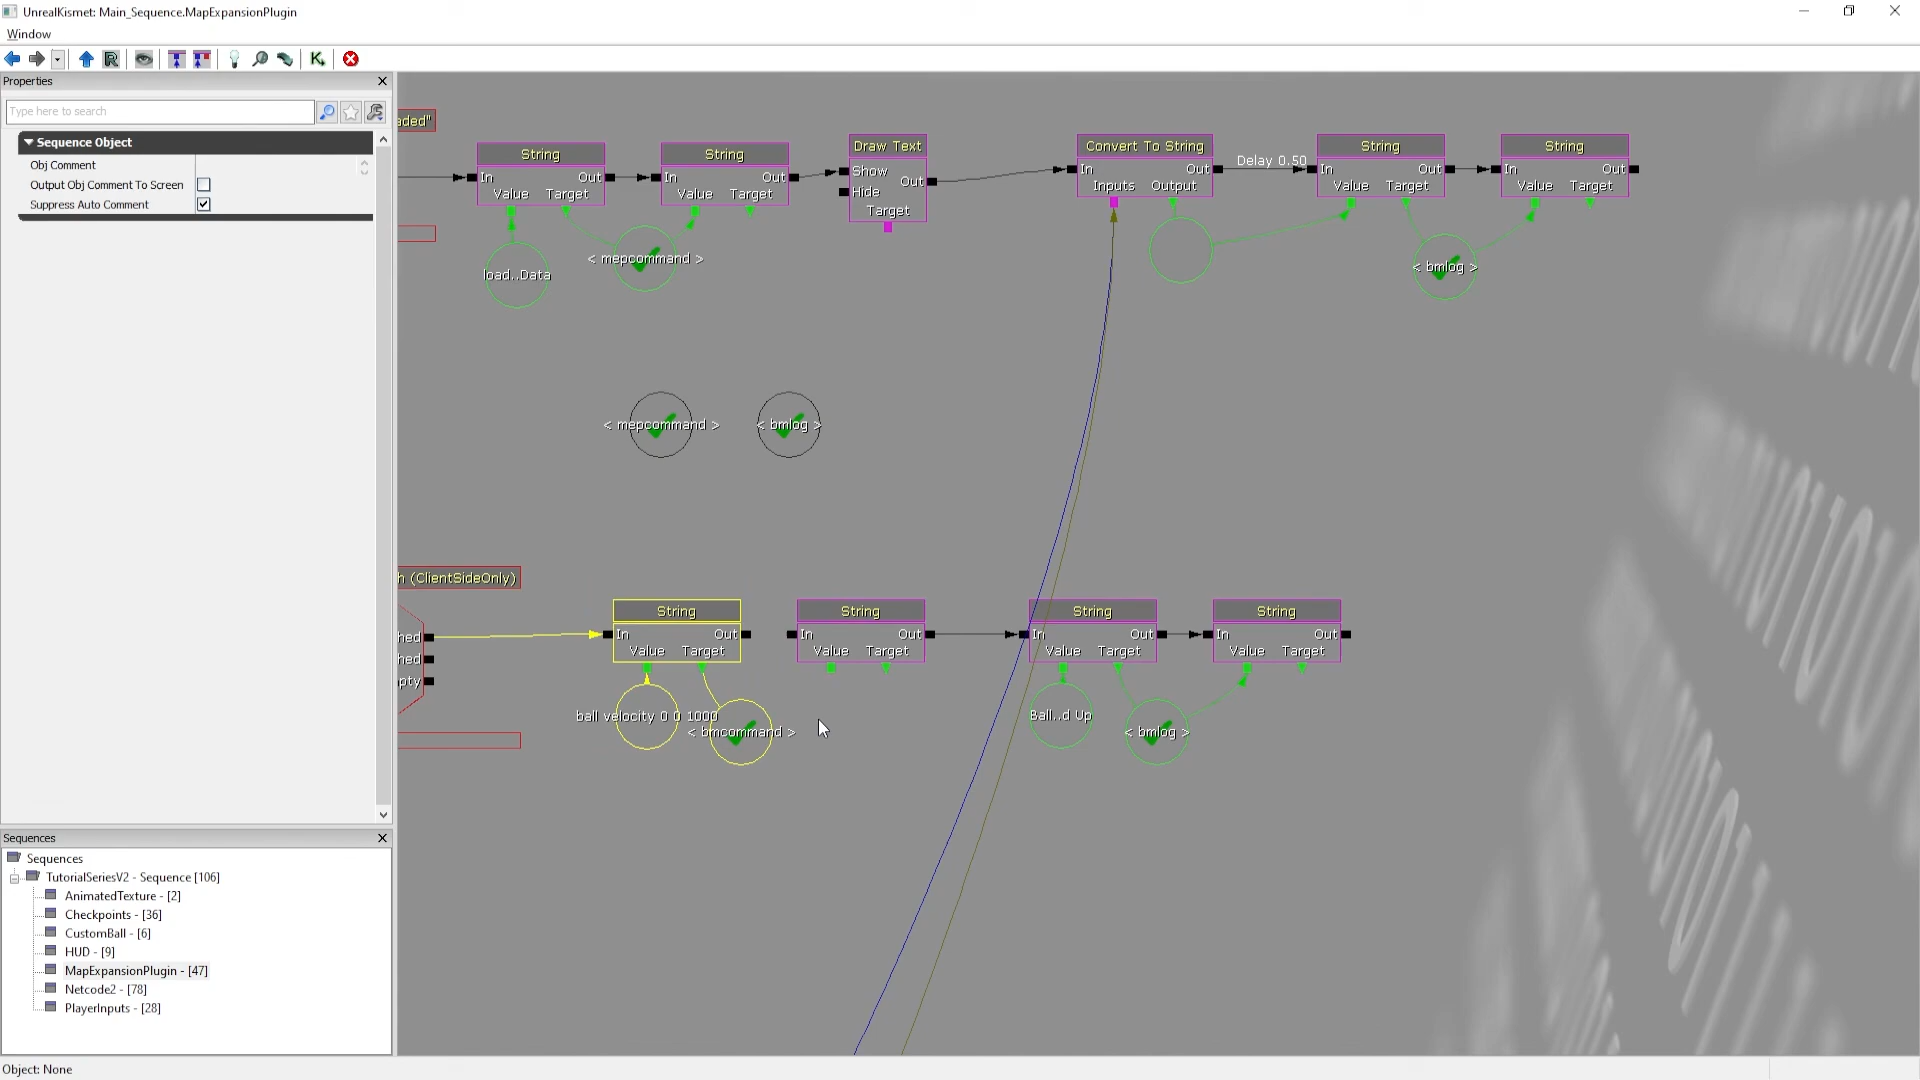 UnrealKismet: Main_Sequence.MapExpansionPlugin
Window
Properties
Type here to search
Sequence Object
Obj Comment
Output Obj Comment To Screen
Suppress Auto Comment
Sequences
Sequences
TutorialSeriesV2 - Sequence [106]
AnimatedTexture - [2]
Checkpoints - [36]
CustomBall - [6]
HUD - [9]
MapExpansionPlugin - [47]
Netcode2 - [78]
PlayerInputs - [28]
Object: None
aded"
String
In Out
Value Target
String
In Out
Value Target
Draw Text
Show
Out
Hide
Target
Convert To String
In Out
Inputs Output
Delay 0.50
String
In Out
Value Target
String
In Out
Value Target
load..Data
< mepcommand >
< bmlog >
< mepcommand >
< bmlog >
h (ClientSideOnly)
hed
hed
pty
String
In Out
Value Target
String
In Out
Value Target
String
In Out
Value Target
String
In Out
Value Target
ball velocity 0 0 1000
< bmcommand >
Ball..d Up
< bmlog >